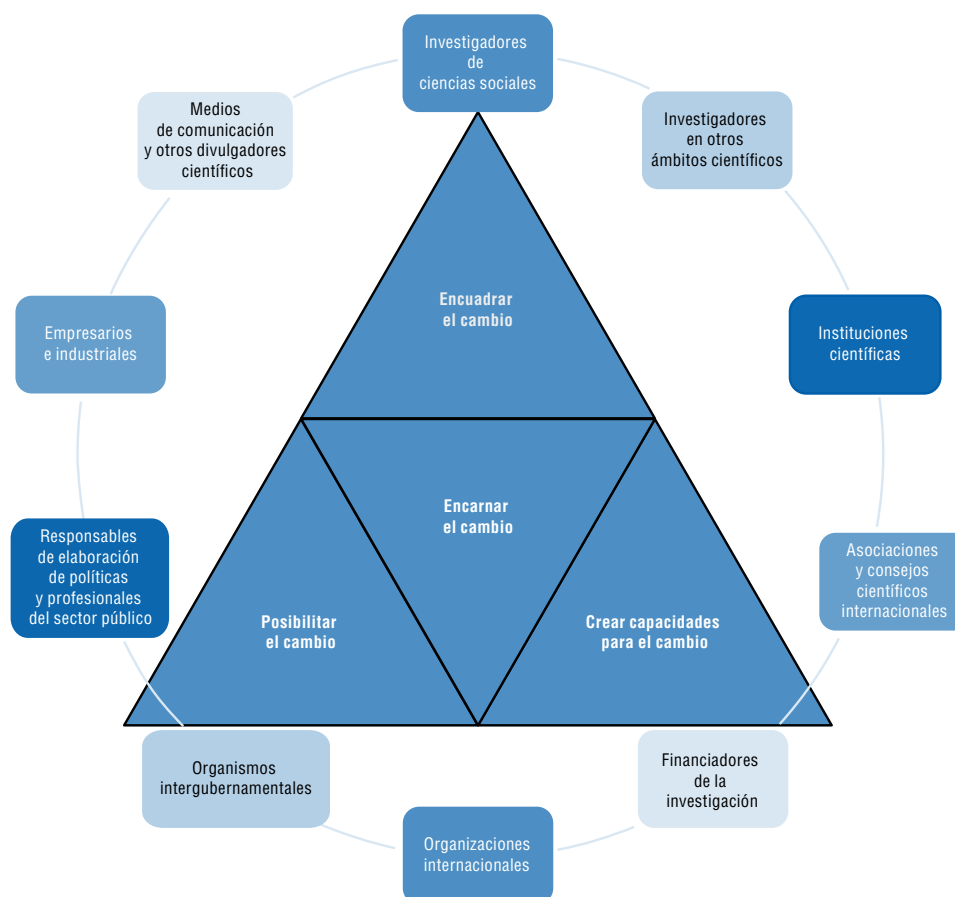 Investigadores
de
ciencias sociales
Medios
de comunicación
y otros divulgadores
científicos
Investigadores
en otros
ámbitos científicos
Encuadrar
el cambio
Empresarios
e industriales
Instituciones
científicas
Encarnar
el cambio
Responsables
de elaboración
de políticas
y profesionales
del sector público
Asociaciones
y consejos
científicos
internacionales
Posibilitar
el cambio
Crear capacidades
para el cambio
Organismos
intergubernamentales
Financiadores
de la
investigación
Organizaciones
internacionales